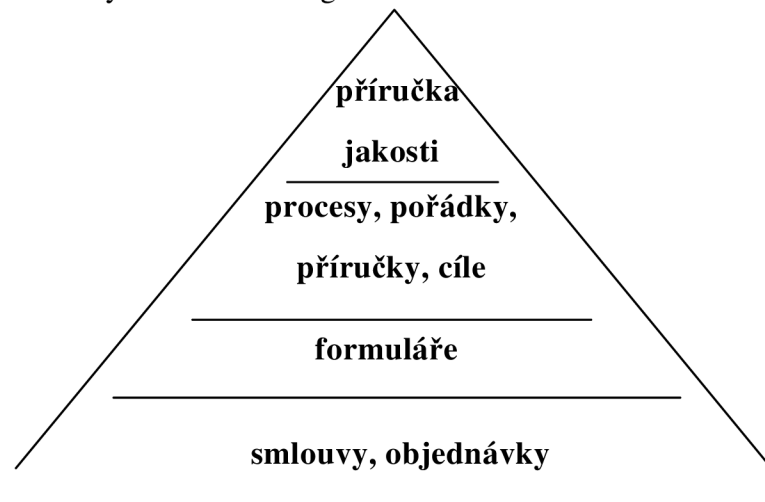 příručka
jakosti
procesy, pořádky,
příručky, cíle
formuláře
smlouvy, objednávky